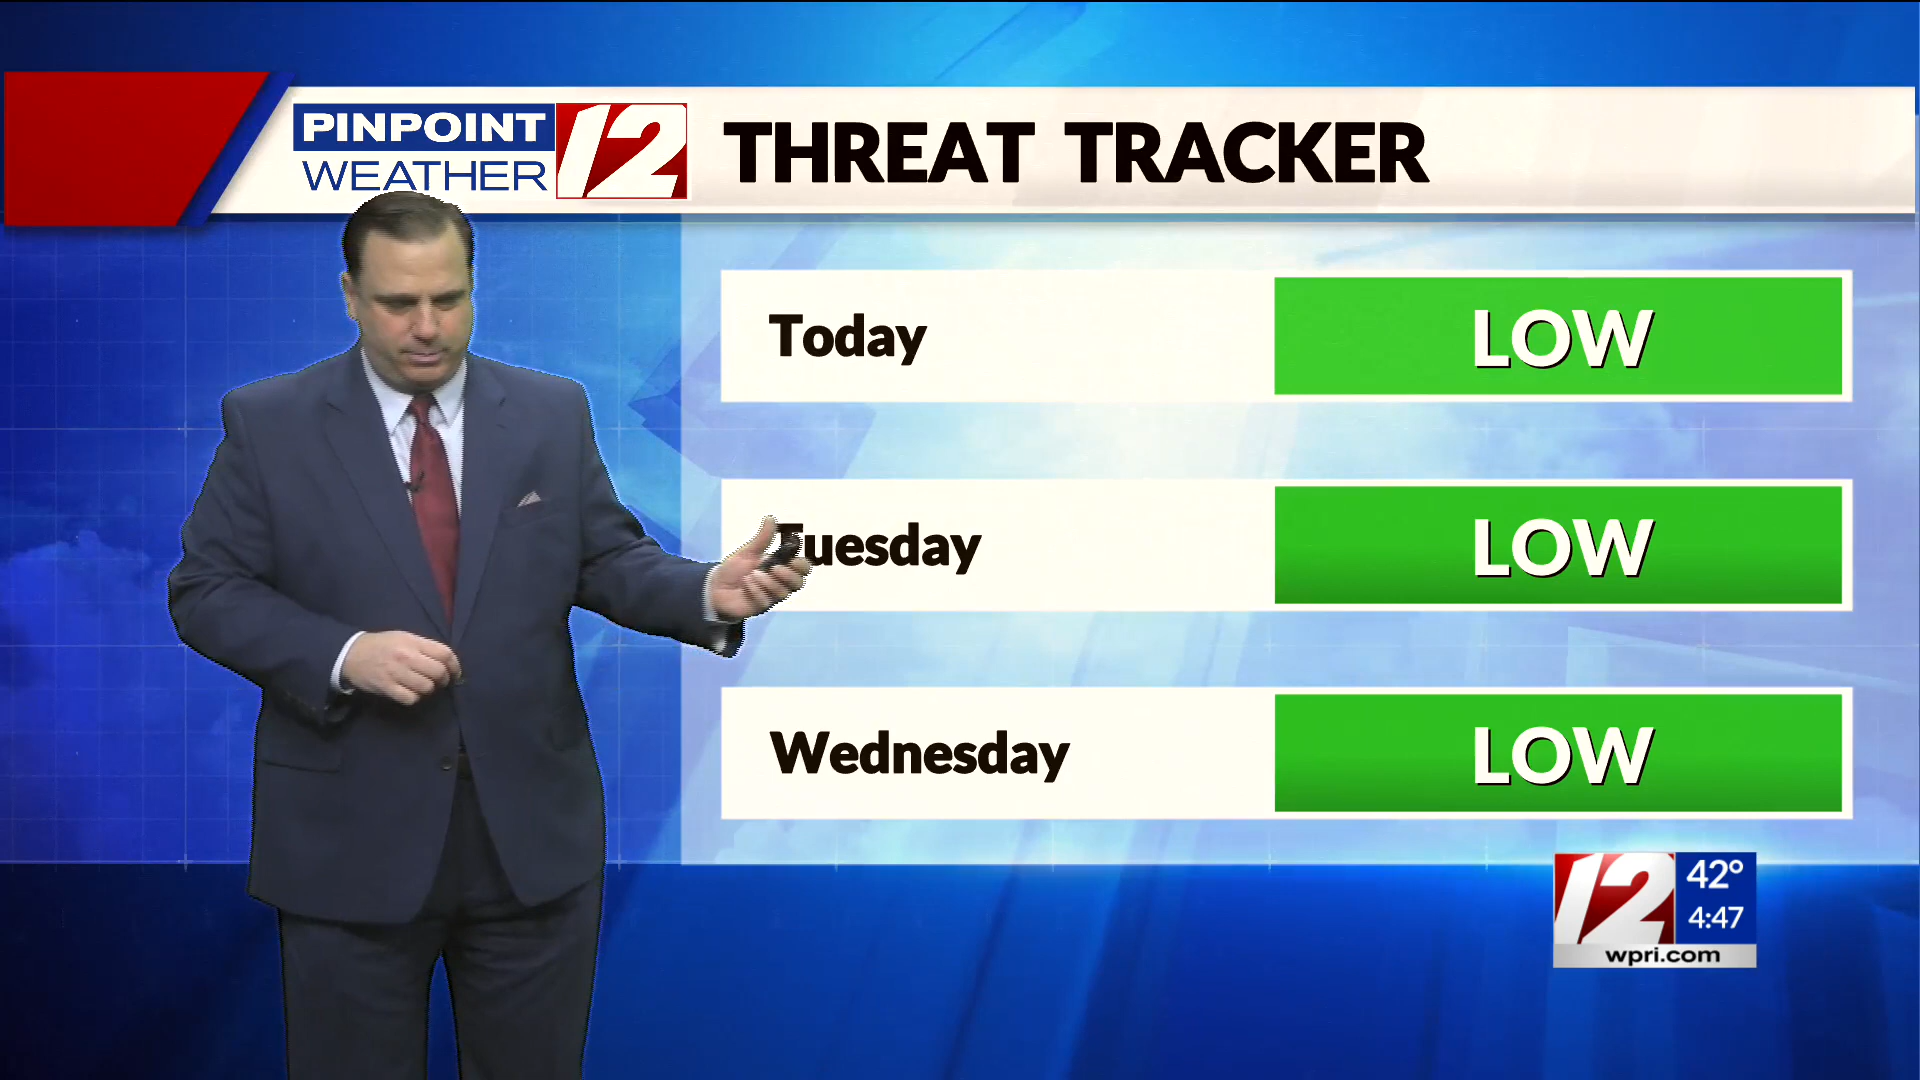 PINPOINT
WEATHER
12
THREAT TRACKER
Today
LOW
Tuesday
LOW
Wednesday
LOW
12
42°
4:47
wpri.com